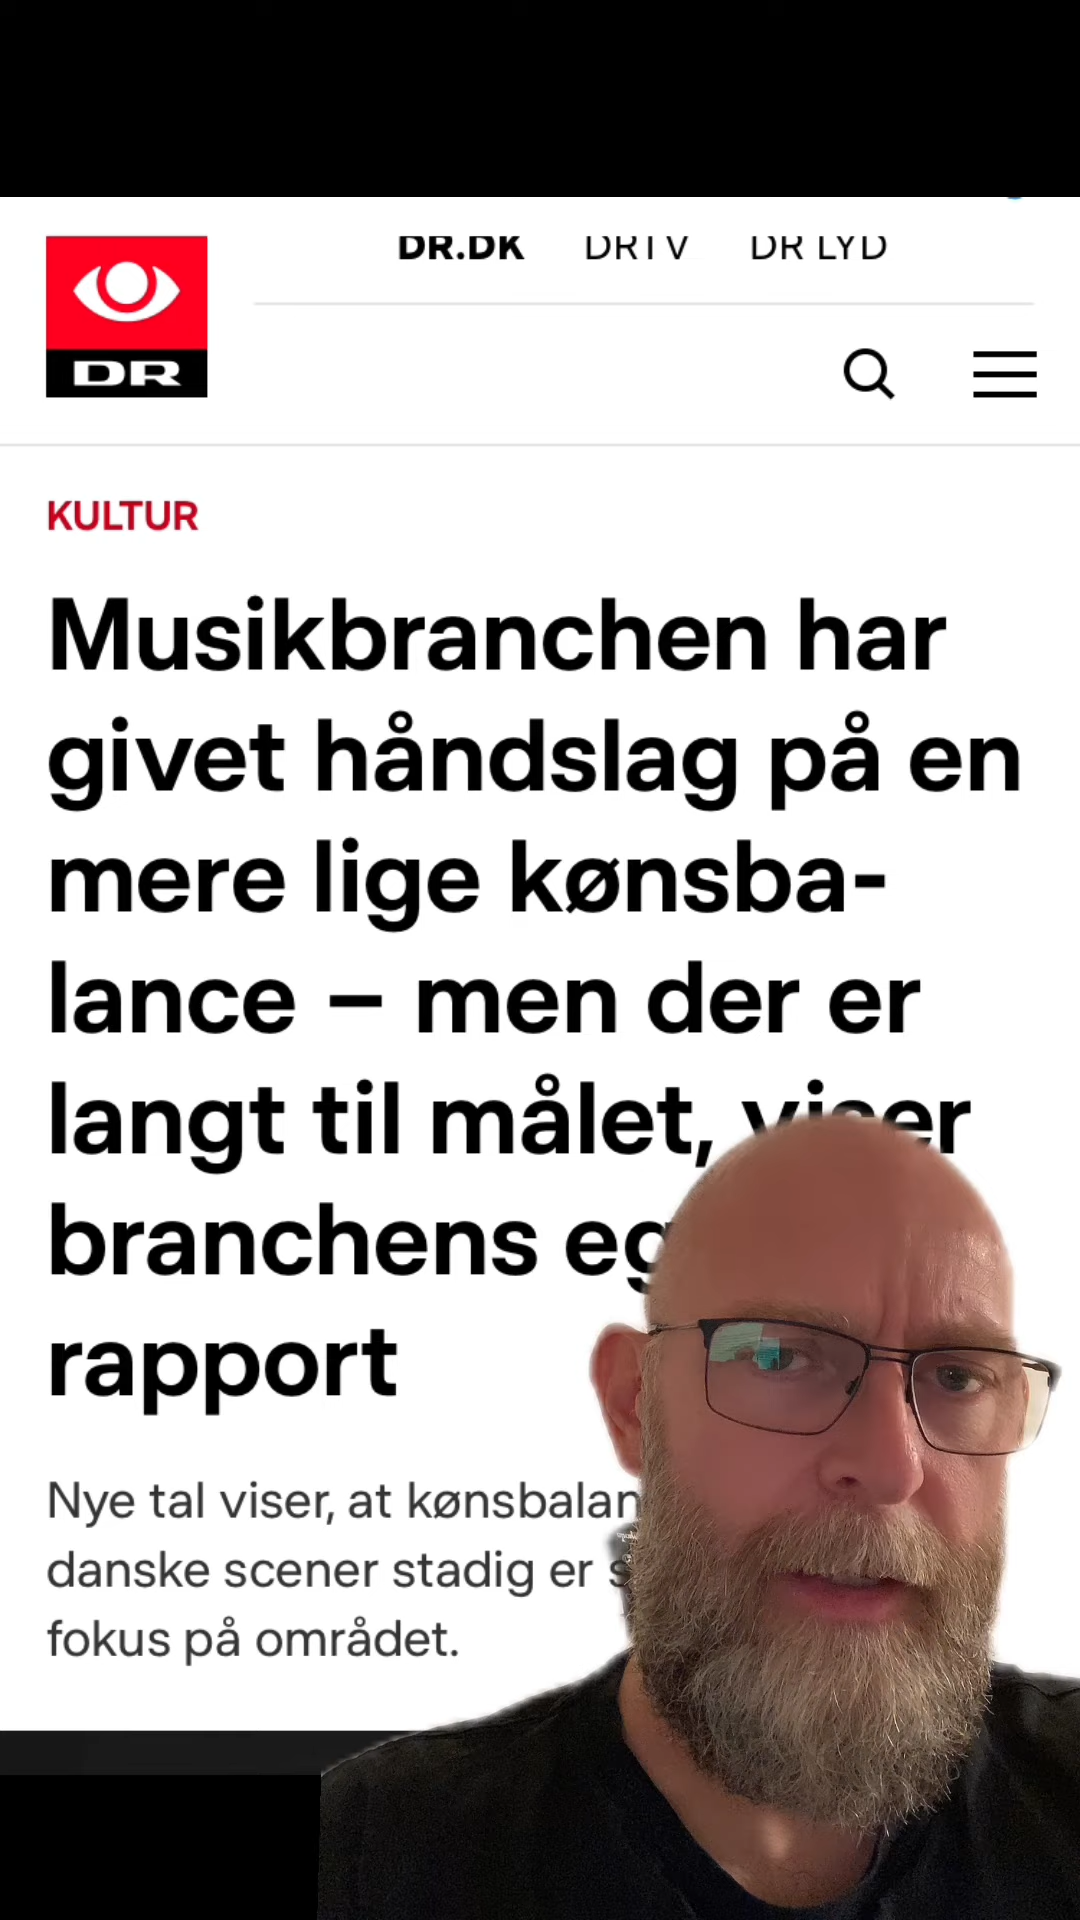 DR.DK DRTV DR LYD
DR
KULTUR
Musikbranchen har
givet håndslag på en
mere lige kønsba-
lance – men der er
langt til målet, viser
branchens
rapport
Nye tal viser, at
danske scener stadig er
fokus på området.